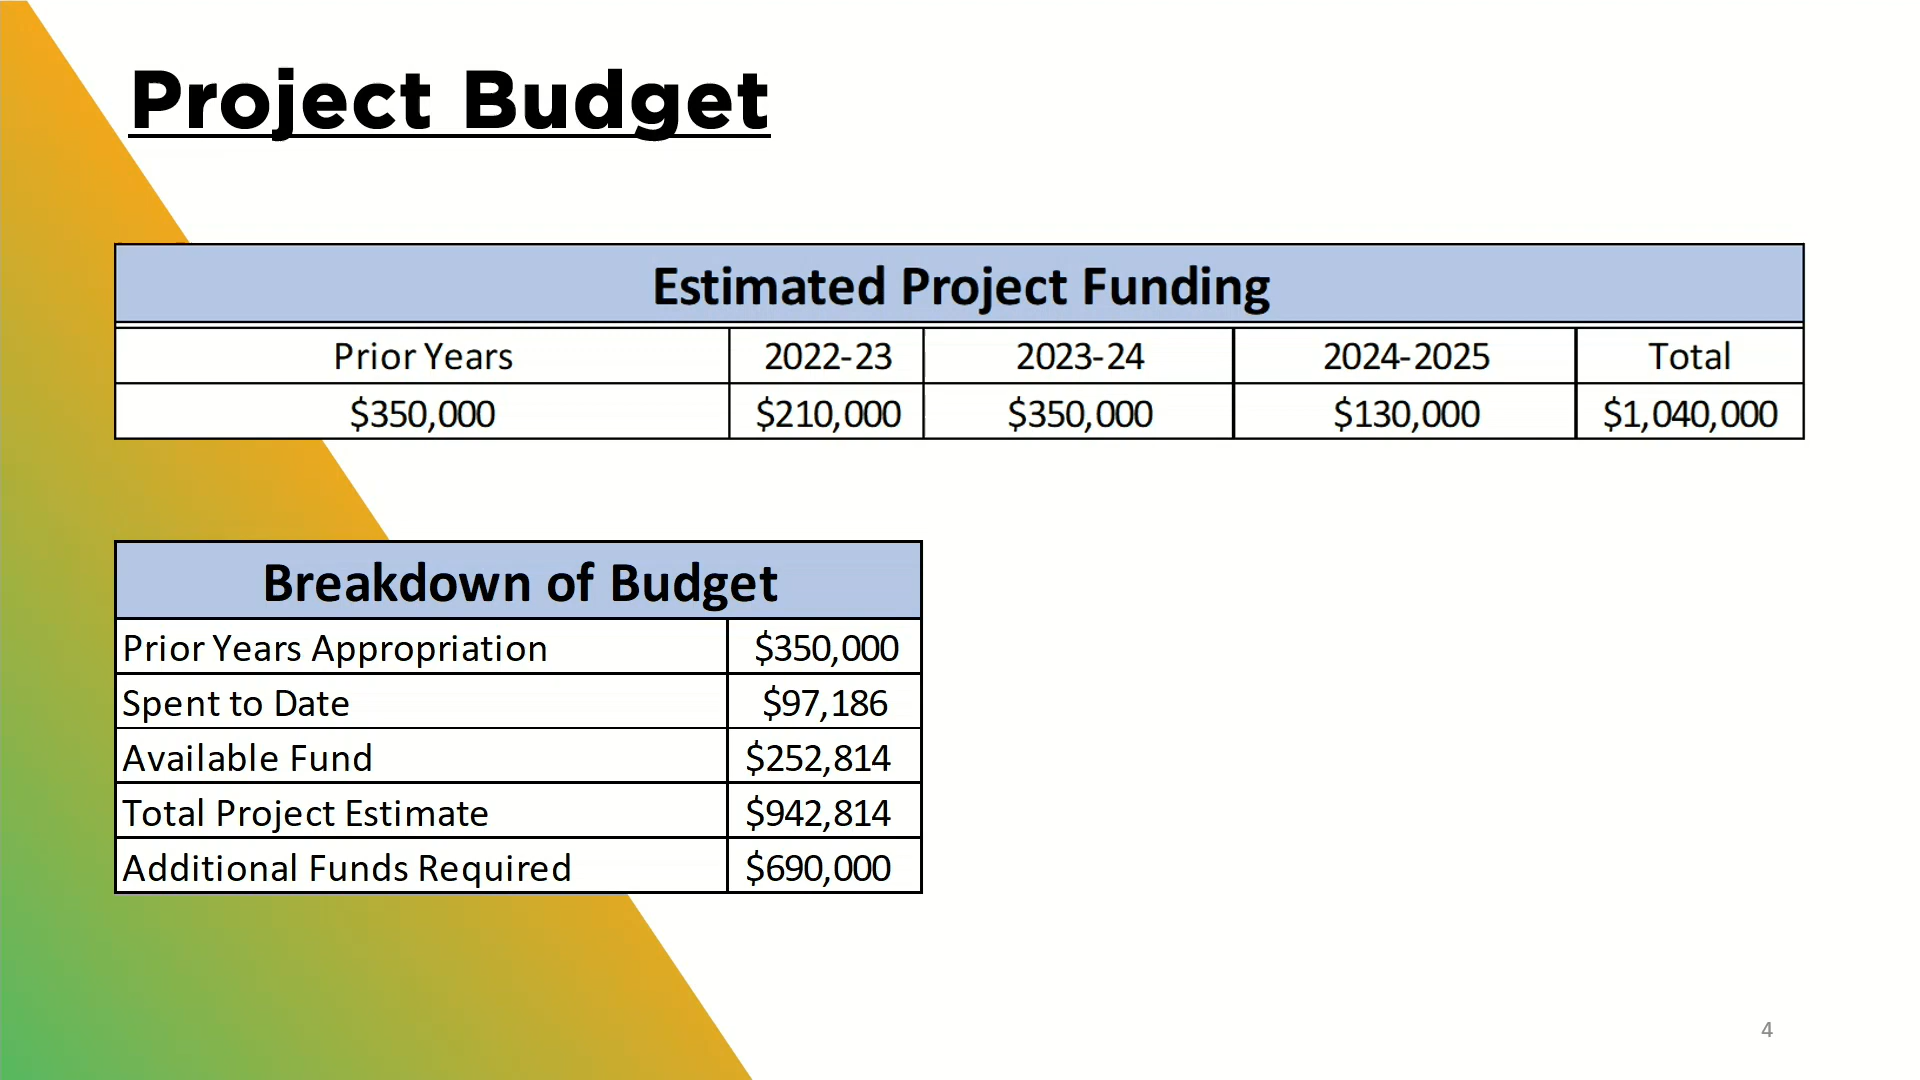 Project Budget
Estimated Project Funding
Prior Years 2022-23 2023-24 2024-2025 Total
$350,000 $210,000 $350,000 $130,000 $1,040,000
Breakdown of Budget
Prior Years Appropriation $350,000
Spent to Date $97,186
Available Fund $252,814
Total Project Estimate $942,814
Additional Funds Required $690,000
4